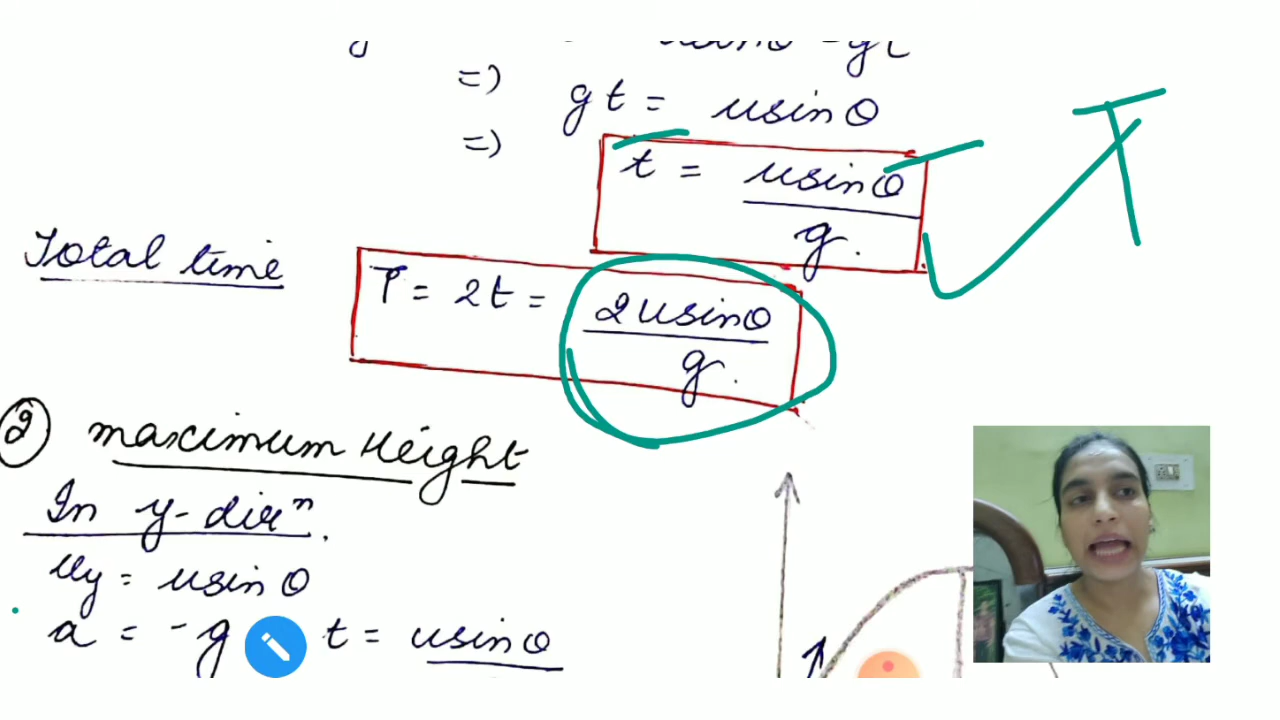 =)
gt = usinθ
=) t = usinθ / g.
T
Total time T = 2t = 2usinθ / g.
② maximum Height
In y-dirⁿ.
uy = usinθ
a = -g t = usinθ